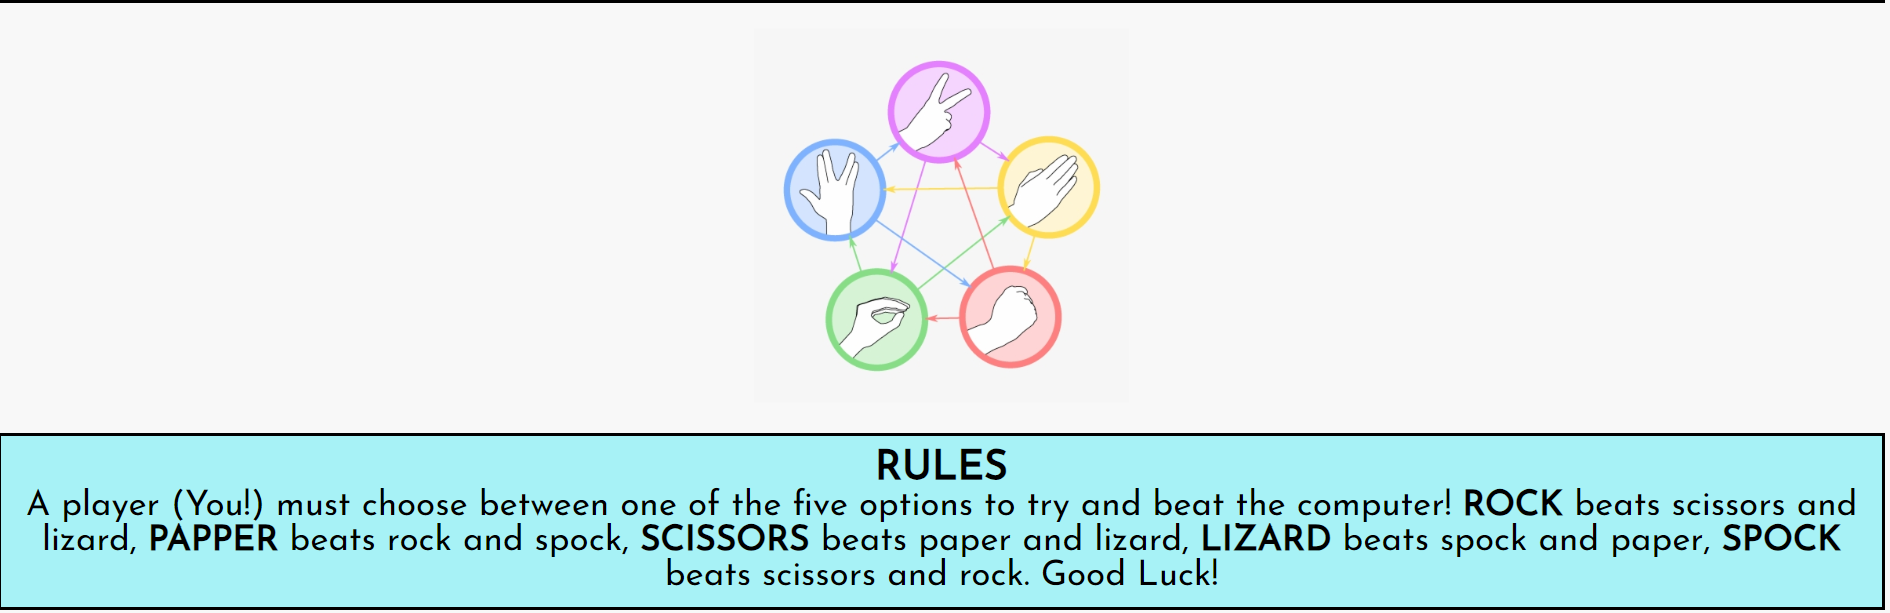 RULES
A player (You!) must choose between one of the five options to try and beat the computer! ROCK beats scissors and
lizard, PAPPER beats rock and spock, SCISSORS beats paper and lizard, LIZARD beats spock and paper, SPOCK
beats scissors and rock. Good Luck!